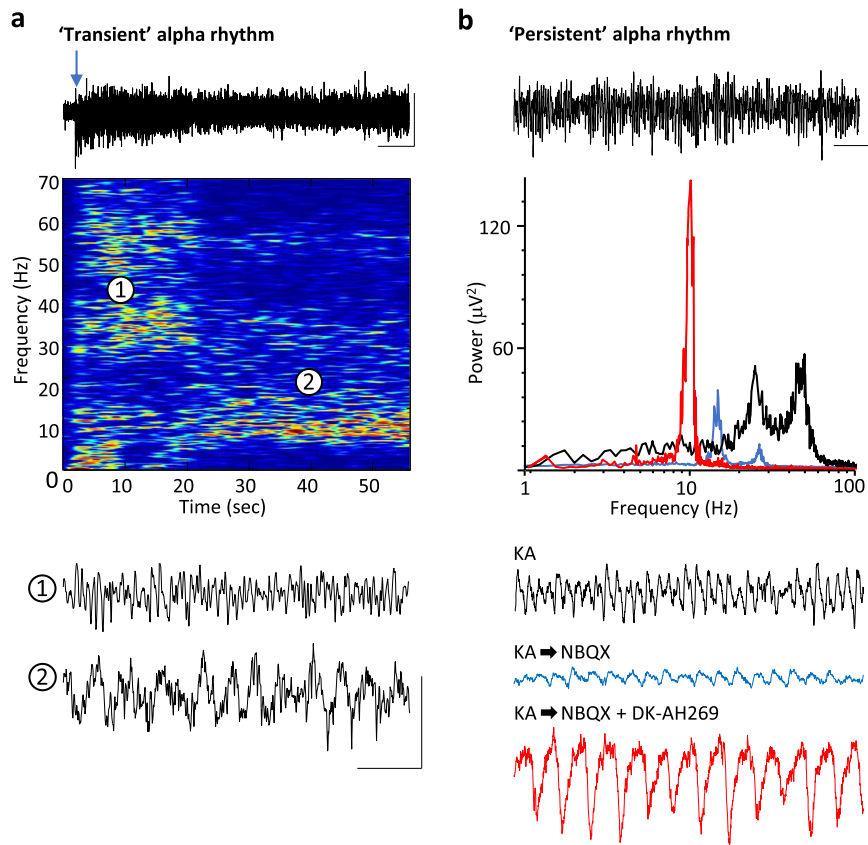 a
‘Transient’ alpha rhythm
70
60
50
40
30
20
10
0
Frequency (Hz)
1
2
0 10 20 30 40 50
Time (sec)
1
2
b
‘Persistent’ alpha rhythm
120
60
Power (µV²)
1 10 100
Frequency (Hz)
KA
KA ➡ NBQX
KA ➡ NBQX + DK-AH269